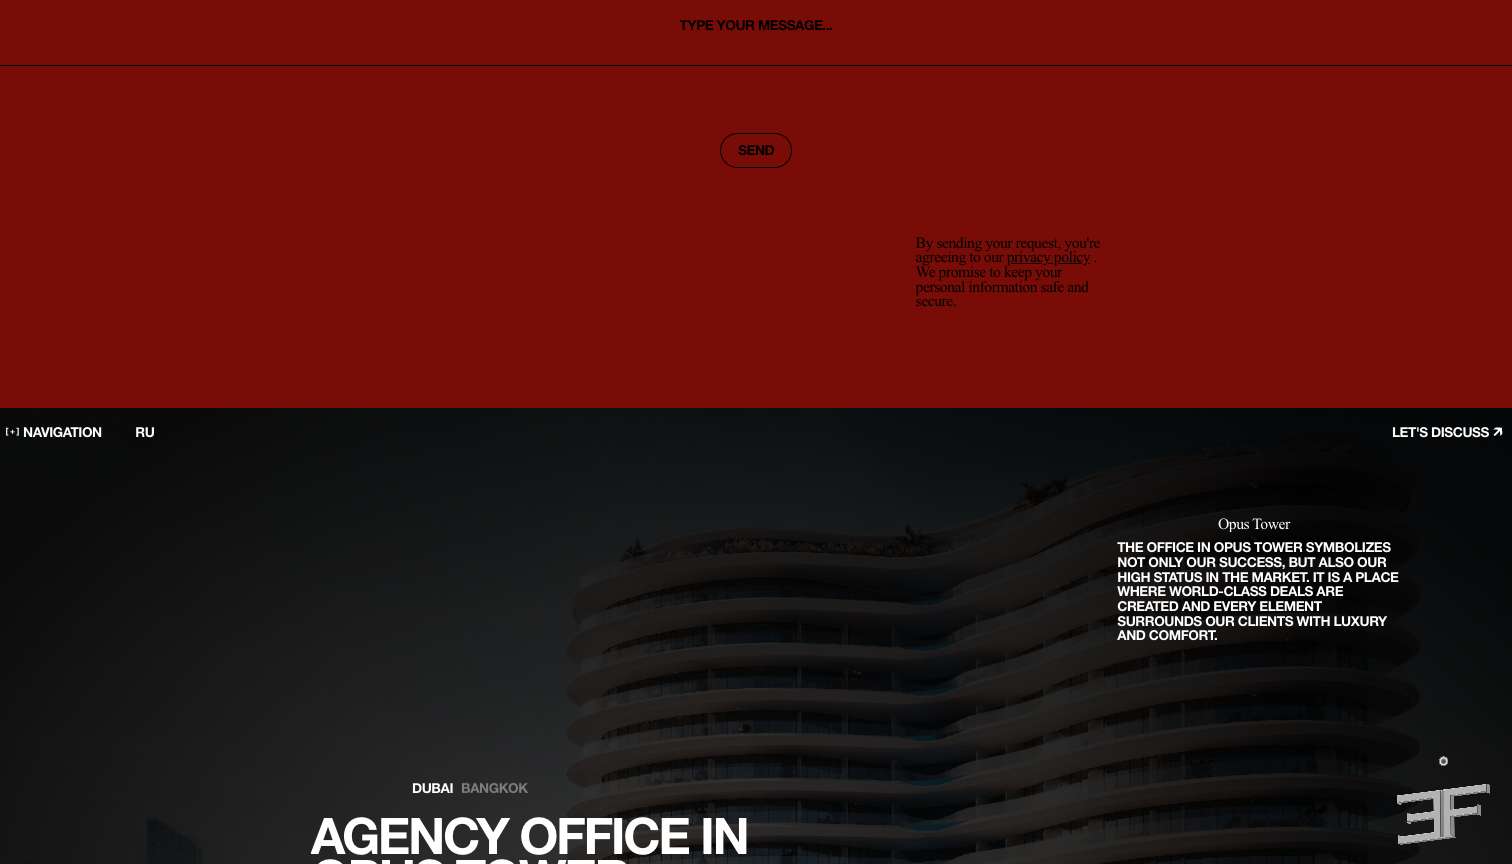 TYPE YOUR MESSAGE...
SEND
By sending your request, you're
agreeing to our privacy policy .
We promise to keep your
personal information safe and
secure.
[+] NAVIGATION RU LET'S DISCUSS ↗
Opus Tower
THE OFFICE IN OPUS TOWER SYMBOLIZES
NOT ONLY OUR SUCCESS, BUT ALSO OUR
HIGH STATUS IN THE MARKET. IT IS A PLACE
WHERE WORLD-CLASS DEALS ARE
CREATED AND EVERY ELEMENT
SURROUNDS OUR CLIENTS WITH LUXURY
AND COMFORT.
DUBAI BANGKOK
AGENCY OFFICE IN
OPUS TOWER